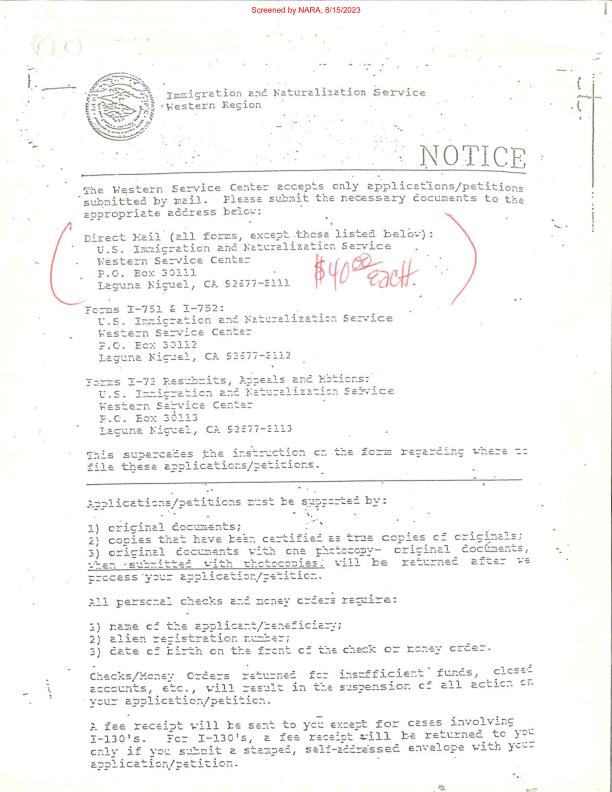 Screened by NARA, 8/15/2023
Immigration and Naturalization Service
Western Region
NOTICE
The Western Service Center accepts only applications/petitions
submitted by mail. Please submit the necessary documents to the
appropriate address below:
Direct Mail (all forms, except those listed below):
U.S. Immigration and Naturalization Service
Western Service Center
P.O. Box 30111
Laguna Niguel, CA 92677-8111
$40.00 each
Forms I-751 & I-752:
U.S. Immigration and Naturalization Service
Western Service Center
P.O. Box 30112
Laguna Niguel, CA 92677-8112
Forms I-72 Resubmits, Appeals and Motions:
U.S. Immigration and Naturalization Service
Western Service Center
P.O. Box 30113
Laguna Niguel, CA 92677-8113
This supercedes the instruction on the form regarding where to
file these applications/petitions.
Applications/petitions must be supported by:
1) original documents;
2) copies that have been certified as true copies of originals;
3) original documents with one photocopy- original documents,
when submitted with photocopies, will be returned after we
process your application/petition.
All personal checks and money orders require:
1) name of the applicant/beneficiary;
2) alien registration number;
3) date of birth on the front of the check or money order.
Checks/Money Orders returned for insufficient funds, closed
accounts, etc., will result in the suspension of all action on
your application/petition.
A fee receipt will be sent to you except for cases involving
I-130's. For I-130's, a fee receipt will be returned to you
only if you submit a stamped, self-addressed envelope with your
application/petition.